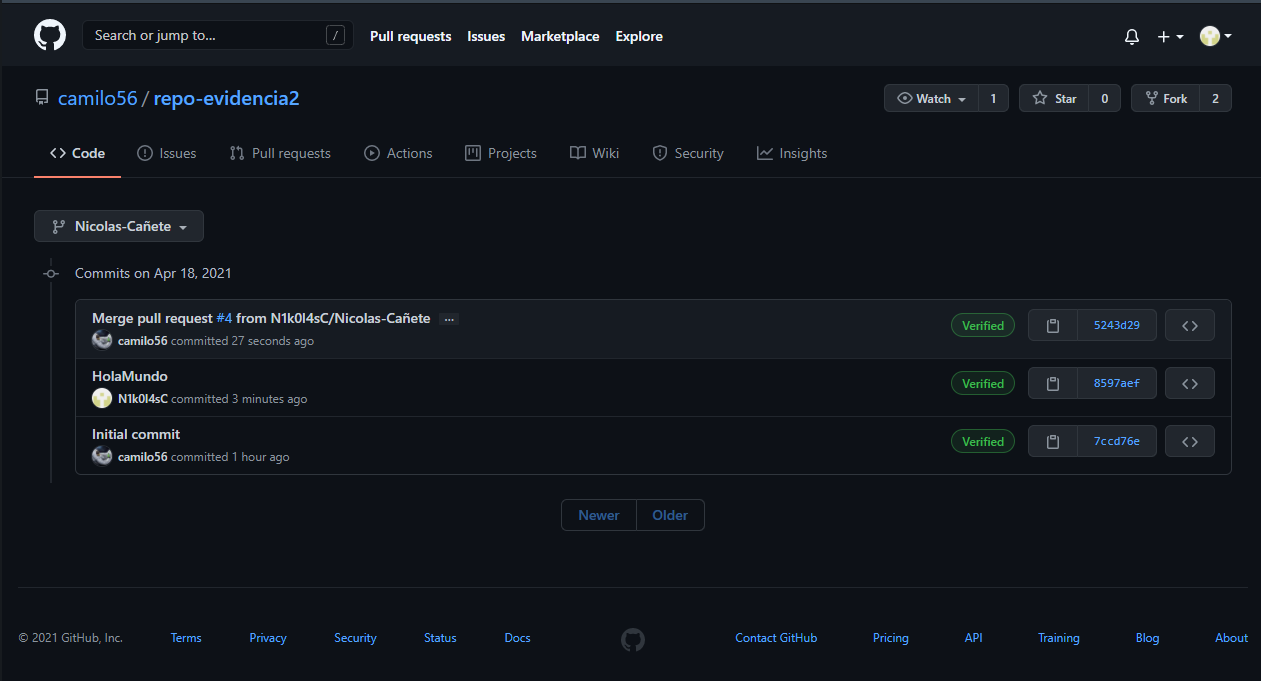 Search or jump to... /
Pull requests Issues Marketplace Explore
camilo56 / repo-evidencia2
Watch 1 Star 0 Fork 2
Code Issues Pull requests Actions Projects Wiki Security Insights
Nicolas-Cañete
Commits on Apr 18, 2021
Merge pull request #4 from N1k0l4sC/Nicolas-Cañete ...
camilo56 committed 27 seconds ago
Verified 5243d29
HolaMundo
N1k0l4sC committed 3 minutes ago
Verified 8597aef
Initial commit
camilo56 committed 1 hour ago
Verified 7ccd76e
Newer Older
© 2021 GitHub, Inc. Terms Privacy Security Status Docs Contact GitHub Pricing API Training Blog About